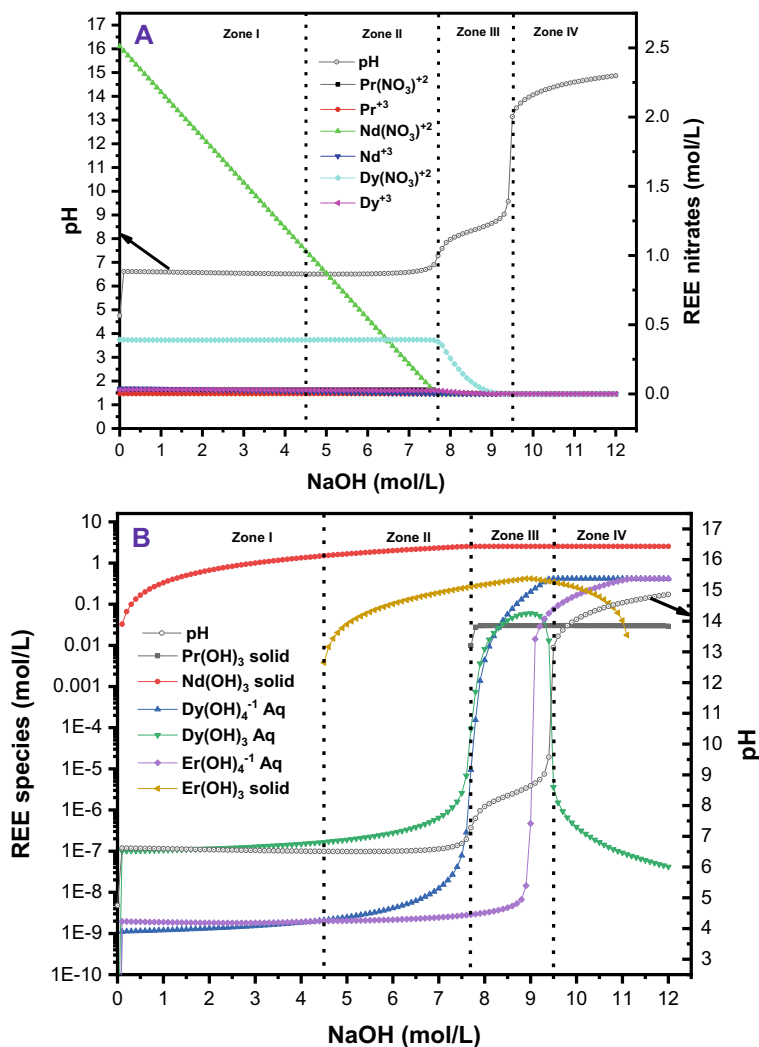 A
Zone I
Zone II
Zone III
Zone IV
pH
Pr(NO₃)⁺²
Pr⁺³
Nd(NO₃)⁺²
Nd⁺³
Dy(NO₃)⁺²
Dy⁺³
17
16
15
14
13
12
11
10
9
8
7
6
5
4
3
2
1
0
pH
2.5
2.0
1.5
1.0
0.5
0.0
REE nitrates (mol/L)
0 1 2 3 4 5 6 7 8 9 10 11 12
NaOH (mol/L)
B
Zone I
Zone II
Zone III
Zone IV
pH
Pr(OH)₃ solid
Nd(OH)₃ solid
Dy(OH)₄⁻¹ Aq
Dy(OH)₃ Aq
Er(OH)₄⁻¹ Aq
Er(OH)₃ solid
10
1
0.1
0.01
0.001
1E-4
1E-5
1E-6
1E-7
1E-8
1E-9
1E-10
REE species (mol/L)
17
16
15
14
13
12
11
10
9
8
7
6
5
4
3
pH
0 1 2 3 4 5 6 7 8 9 10 11 12
NaOH (mol/L)